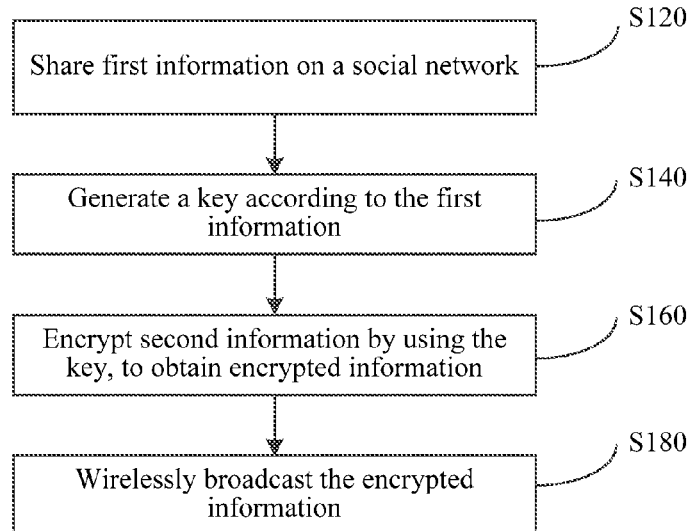 S120
Share first information on a social network
S140
Generate a key according to the first
information
S160
Encrypt second information by using the
key, to obtain encrypted information
S180
Wirelessly broadcast the encrypted
information